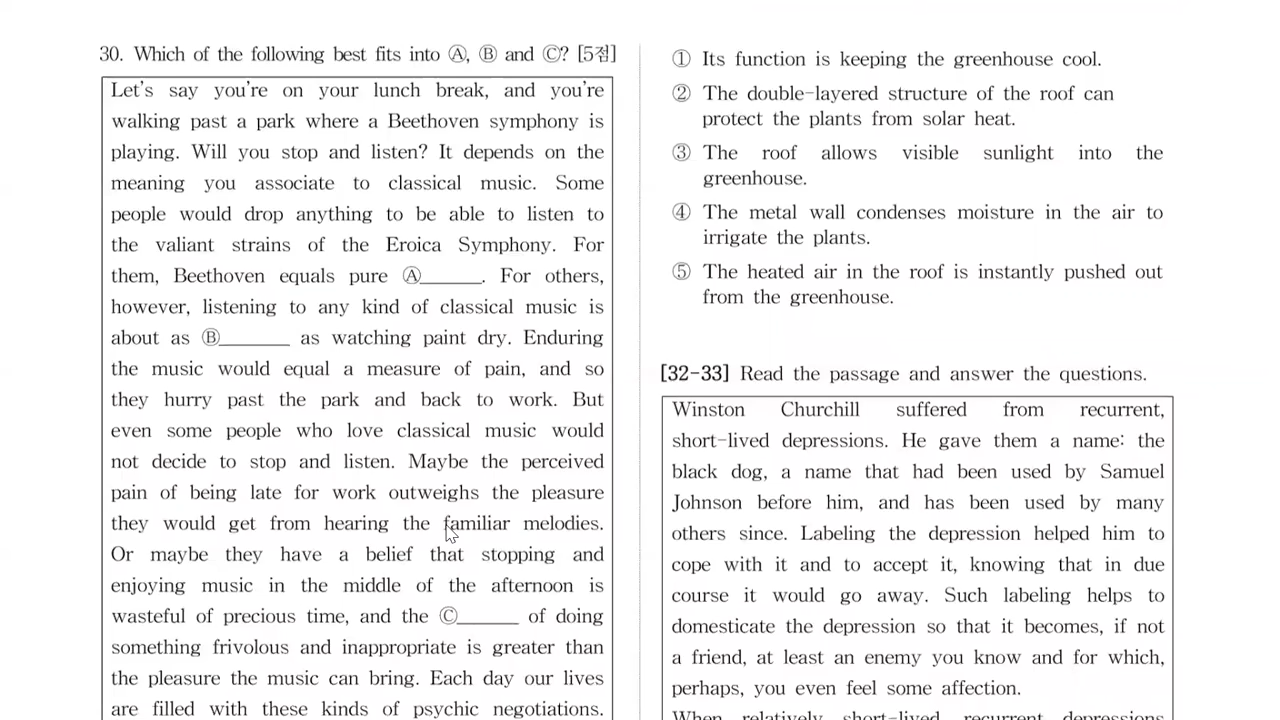 30. Which of the following best fits into Ⓐ, Ⓑ and Ⓒ? [5점]
Let's say you're on your lunch break, and you're
walking past a park where a Beethoven symphony is
playing. Will you stop and listen? It depends on the
meaning you associate to classical music. Some
people would drop anything to be able to listen to
the valiant strains of the Eroica Symphony. For
them, Beethoven equals pure Ⓐ______. For others,
however, listening to any kind of classical music is
about as Ⓑ_______ as watching paint dry. Enduring
the music would equal a measure of pain, and so
they hurry past the park and back to work. But
even some people who love classical music would
not decide to stop and listen. Maybe the perceived
pain of being late for work outweighs the pleasure
they would get from hearing the familiar melodies.
Or maybe they have a belief that stopping and
enjoying music in the middle of the afternoon is
wasteful of precious time, and the Ⓒ______ of doing
something frivolous and inappropriate is greater than
the pleasure the music can bring. Each day our lives
are filled with these kinds of psychic negotiations.
① Its function is keeping the greenhouse cool.
② The double-layered structure of the roof can
protect the plants from solar heat.
③ The roof allows visible sunlight into the
greenhouse.
④ The metal wall condenses moisture in the air to
irrigate the plants.
⑤ The heated air in the roof is instantly pushed out
from the greenhouse.
[32-33] Read the passage and answer the questions.
Winston Churchill suffered from recurrent,
short-lived depressions. He gave them a name: the
black dog, a name that had been used by Samuel
Johnson before him, and has been used by many
others since. Labeling the depression helped him to
cope with it and to accept it, knowing that in due
course it would go away. Such labeling helps to
domesticate the depression so that it becomes, if not
a friend, at least an enemy you know and for which,
perhaps, you even feel some affection.
When relatively short-lived, recurrent depressions